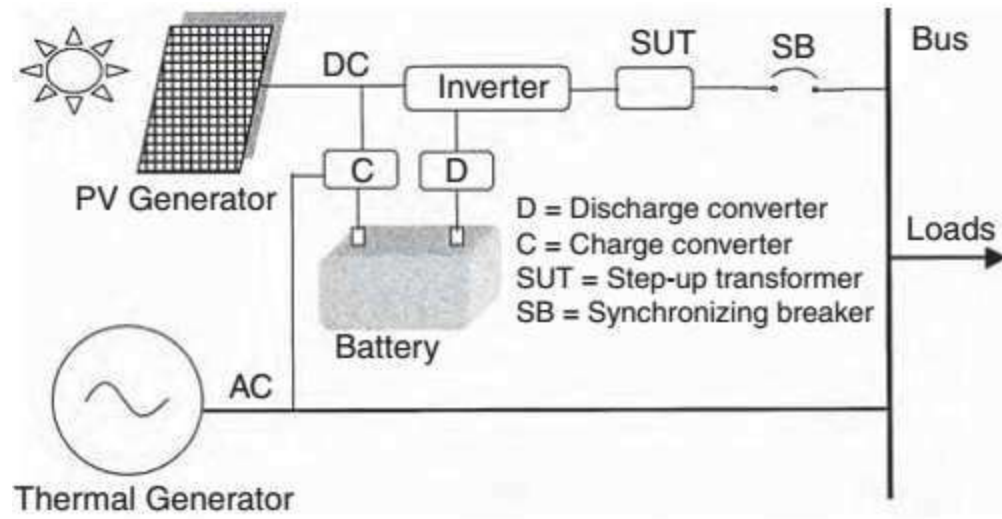 SUT
SB
Bus
DC
Inverter
C
D
PV Generator
D = Discharge converter
C = Charge converter
SUT = Step-up transformer
SB = Synchronizing breaker
Loads
Battery
AC
Thermal Generator